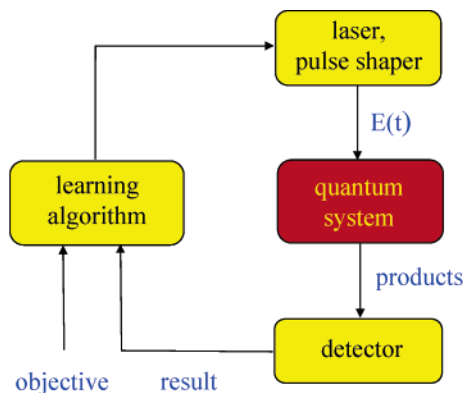 laser,
pulse shaper
E(t)
learning
algorithm
quantum
system
products
detector
objective
result